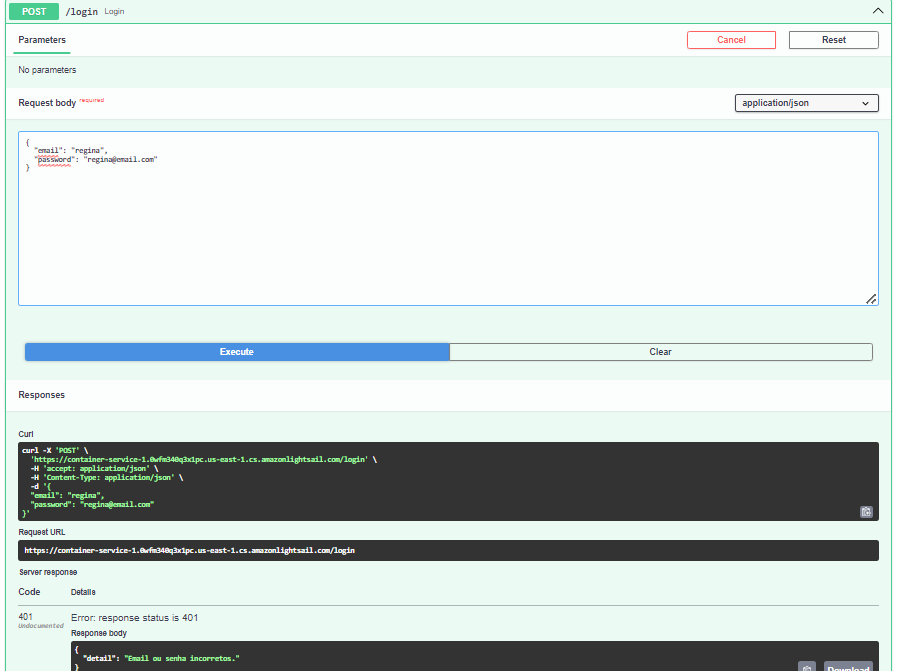 POST /login Login
Parameters
Cancel
Reset
No parameters
Request body required
application/json
{
"email": "regina",
"password": "regina@email.com"
}
Execute
Clear
Responses
Curl
curl -X 'POST' \
'https://container-service-1.0wfm340q3x1pc.us-east-1.cs.amazonlightsail.com/login' \
-H 'accept: application/json' \
-H 'Content-Type: application/json' \
-d '{
"email": "regina",
"password": "regina@email.com"
}'
Request URL
https://container-service-1.0wfm340q3x1pc.us-east-1.cs.amazonlightsail.com/login
Server response
Code Details
401 Error: response status is 401
Undocumented
Response body
{
"detail": "Email ou senha incorretos."
}
Download